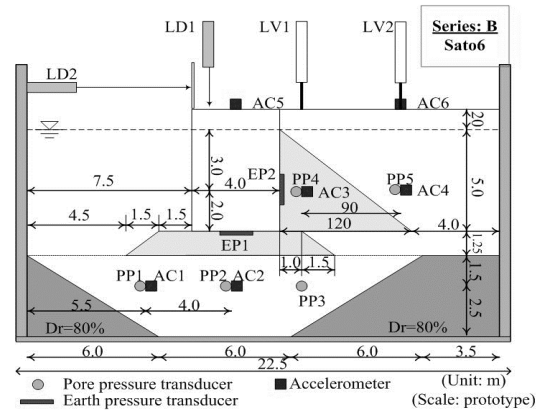 Series: B
Sato6
LD1 LV1 LV2
LD2
AC5 AC6
20
3.0 EP2 PP4 AC3 PP5 AC4 5.0
7.5 4.0
90
4.5 1.5 1.5 2.0 120 4.0
EP1 1.25
1.0 1.5
PP1 AC1 PP2 AC2 PP3 1.5
5.5 4.0
Dr=80% Dr=80% 2.5
6.0 6.0 6.0 3.5
22.5
Pore pressure transducer Accelerometer (Unit: m)
Earth pressure transducer (Scale: prototype)